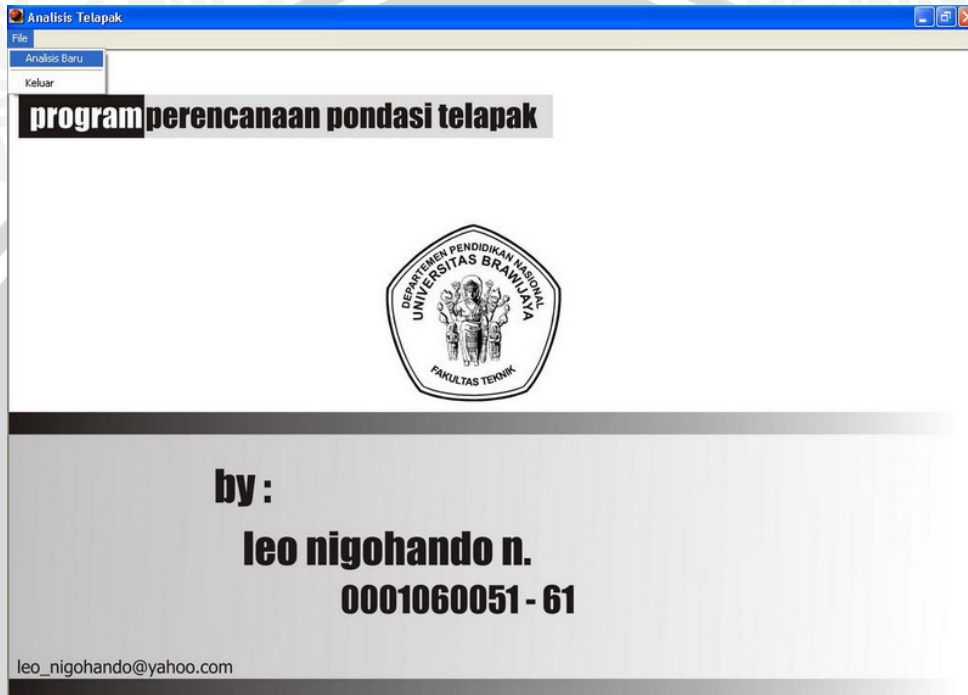 Analisis Telapak
File
Analisis Baru
Keluar
program perencanaan pondasi telapak
DEPARTEMEN PENDIDIKAN NASIONAL
UNIVERSITAS BRAWIJAYA
FAKULTAS TEKNIK
by :
leo nigohando n.
0001060051 - 61
leo_nigohando@yahoo.com